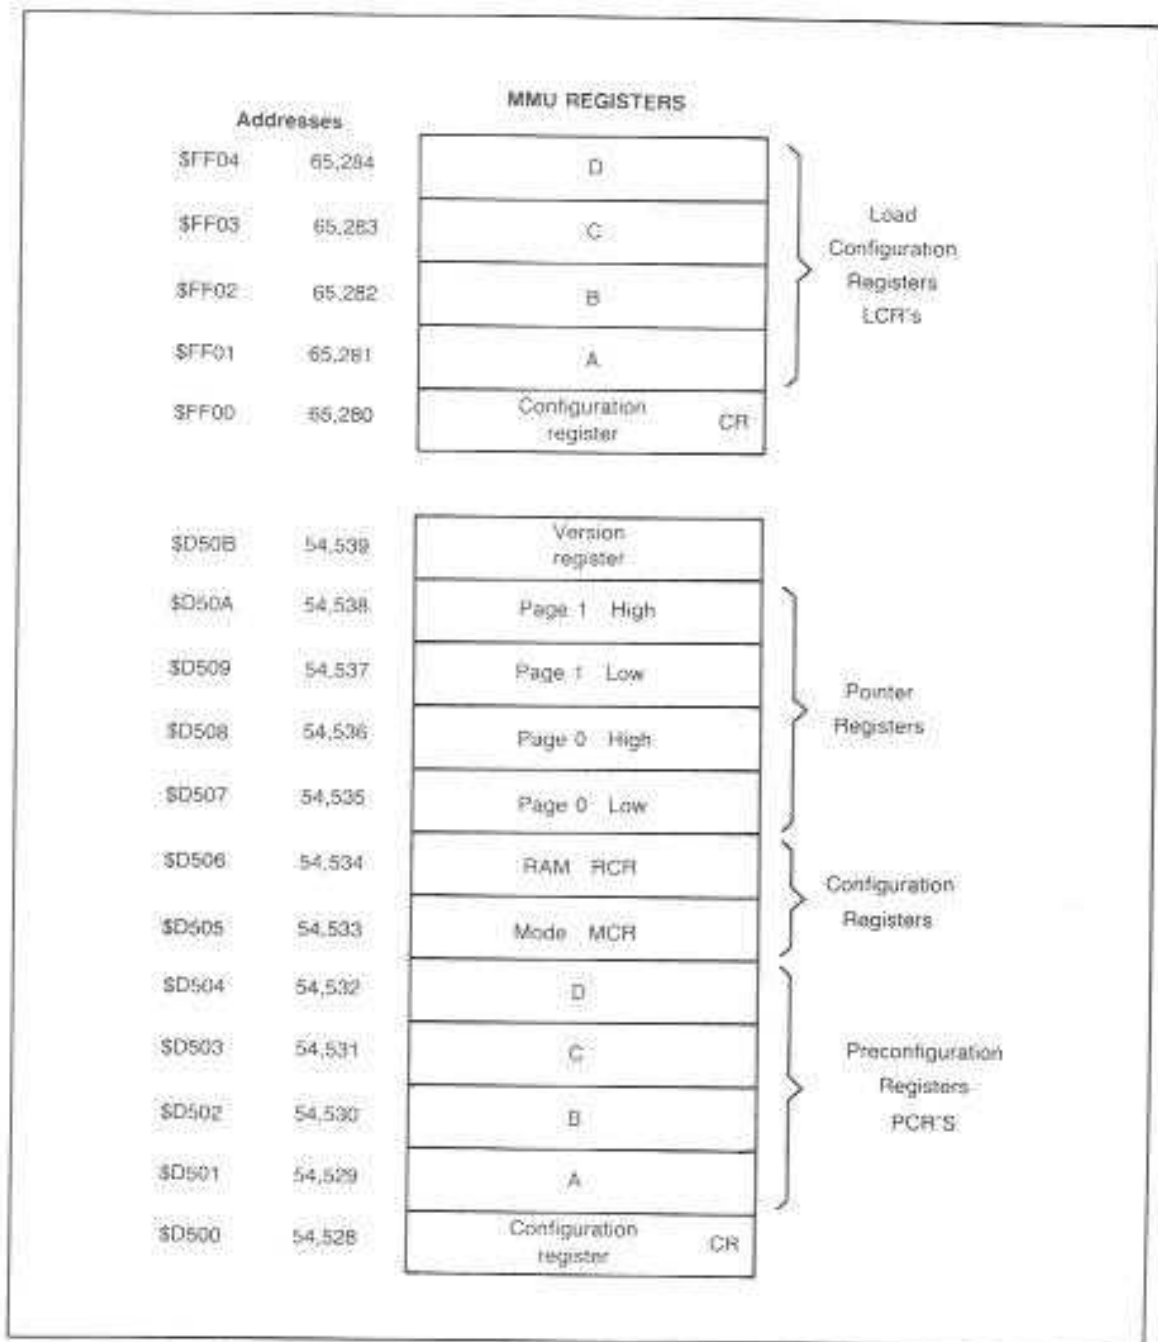 MMU REGISTERS
Addresses
$FF04 65,284 D
$FF03 65,283 C
$FF02 65,282 B
$FF01 65,281 A
Load
Configuration
Registers
LCR's
$FF00 65,280 Configuration
register CR
$D50B 54,539 Version
register
$D50A 54,538 Page 1 High
$D509 54,537 Page 1 Low
$D508 54,536 Page 0 High
$D507 54,535 Page 0 Low
Pointer
Registers
$D506 54,534 RAM RCR
$D505 54,533 Mode MCR
Configuration
Registers
$D504 54,532 D
$D503 54,531 C
$D502 54,530 B
$D501 54,529 A
Preconfiguration
Registers
PCR'S
$D500 54,528 Configuration
register CR